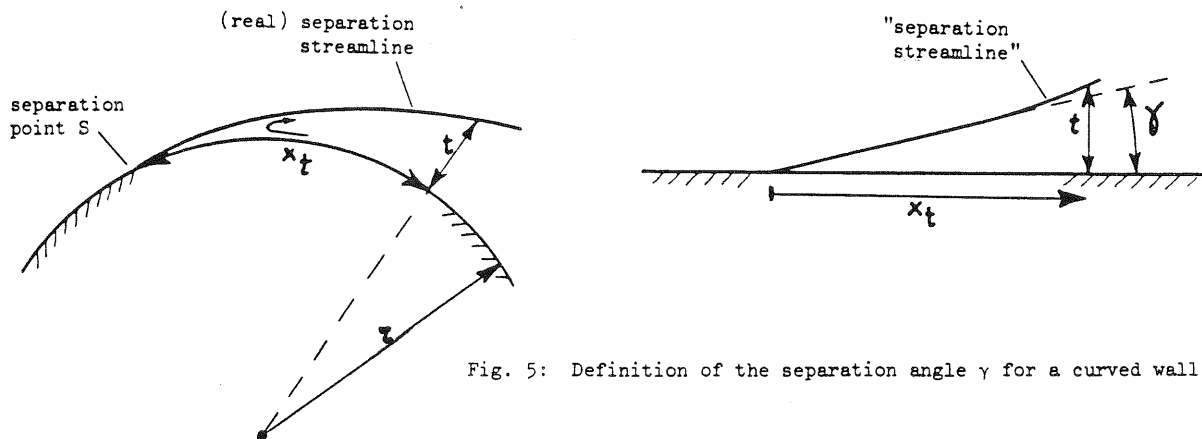 (real) separation
streamline
separation
point S
x_t
t
r
"separation
streamline"
t
γ
x_t
Fig. 5: Definition of the separation angle γ for a curved wall